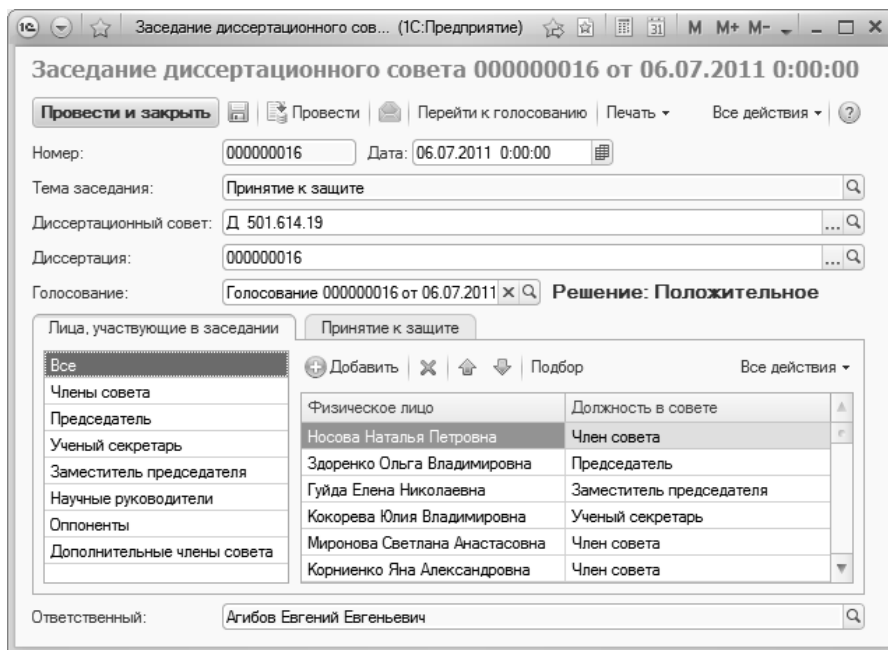 Заседание диссертационного сов... (1С:Предприятие) 31 M M+ M-
Заседание диссертационного совета 000000016 от 06.07.2011 0:00:00
Провести и закрыть Провести Перейти к голосованию Печать Все действия ?
Номер: 000000016 Дата: 06.07.2011 0:00:00
Тема заседания: Принятие к защите
Диссертационный совет: Д 501.614.19 ...
Диссертация: 000000016 ...
Голосование: Голосование 000000016 от 06.07.2011 Решение: Положительное
Лица, участвующие в заседании Принятие к защите
Все
Члены совета
Председатель
Ученый секретарь
Заместитель председателя
Научные руководители
Оппоненты
Дополнительные члены совета
Добавить Подбор Все действия
Физическое лицо Должность в совете
Носова Наталья Петровна Член совета
Здоренко Ольга Владимировна Председатель
Гуйда Елена Николаевна Заместитель председателя
Кокорева Юлия Владимировна Ученый секретарь
Миронова Светлана Анастасовна Член совета
Корниенко Яна Александровна Член совета
Ответственный: Агибов Евгений Евгеньевич